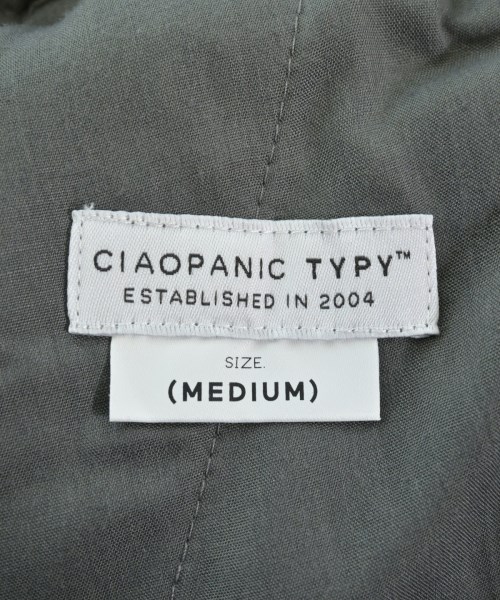 CIAOPANIC TYPY™
ESTABLISHED IN 2004
SIZE.
(MEDIUM)